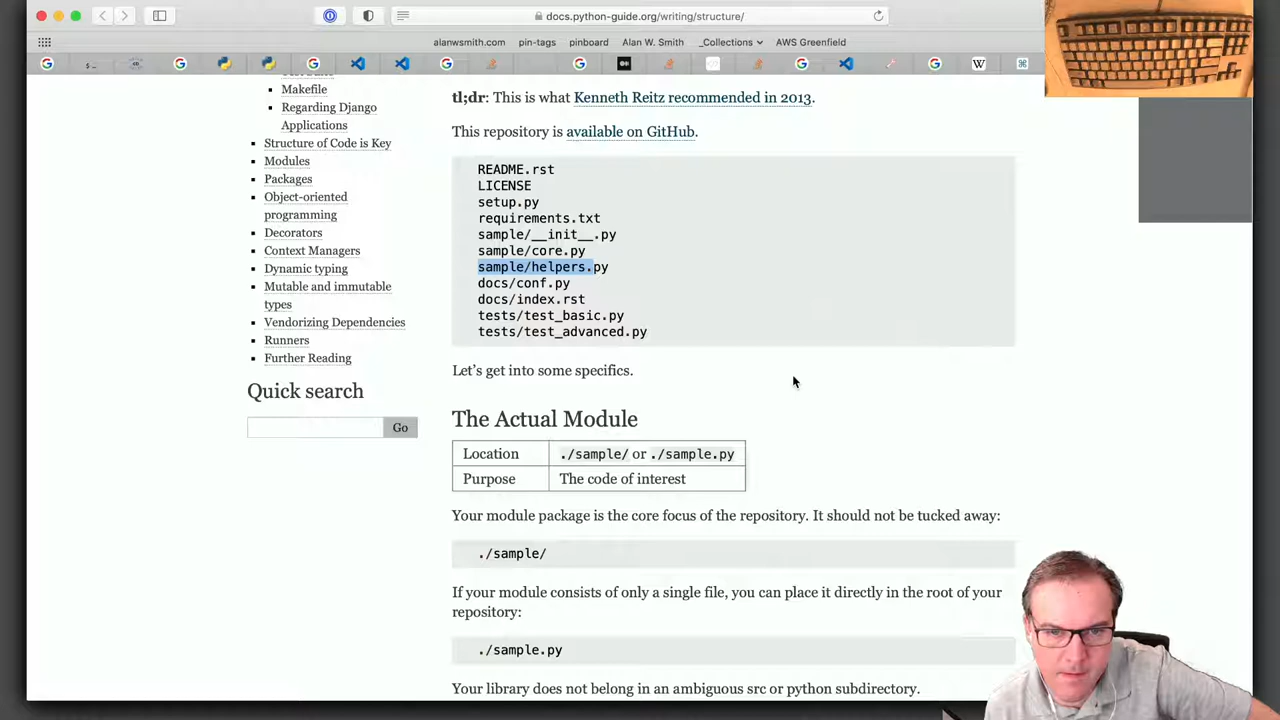 docs.python-guide.org/writing/structure/
alanwsmith.com pin-tags pinboard Alan W. Smith _Collections AWS Greenfield
Makefile
Regarding Django
Applications
Structure of Code is Key
Modules
Packages
Object-oriented
programming
Decorators
Context Managers
Dynamic typing
Mutable and immutable
types
Vendorizing Dependencies
Runners
Further Reading
Quick search
Go
tl;dr: This is what Kenneth Reitz recommended in 2013.
This repository is available on GitHub.
README.rst
LICENSE
setup.py
requirements.txt
sample/__init__.py
sample/core.py
sample/helpers.py
docs/conf.py
docs/index.rst
tests/test_basic.py
tests/test_advanced.py
Let's get into some specifics.
The Actual Module
Location ./sample/ or ./sample.py
Purpose The code of interest
Your module package is the core focus of the repository. It should not be tucked away:
./sample/
If your module consists of only a single file, you can place it directly in the root of your
repository:
./sample.py
Your library does not belong in an ambiguous src or python subdirectory.